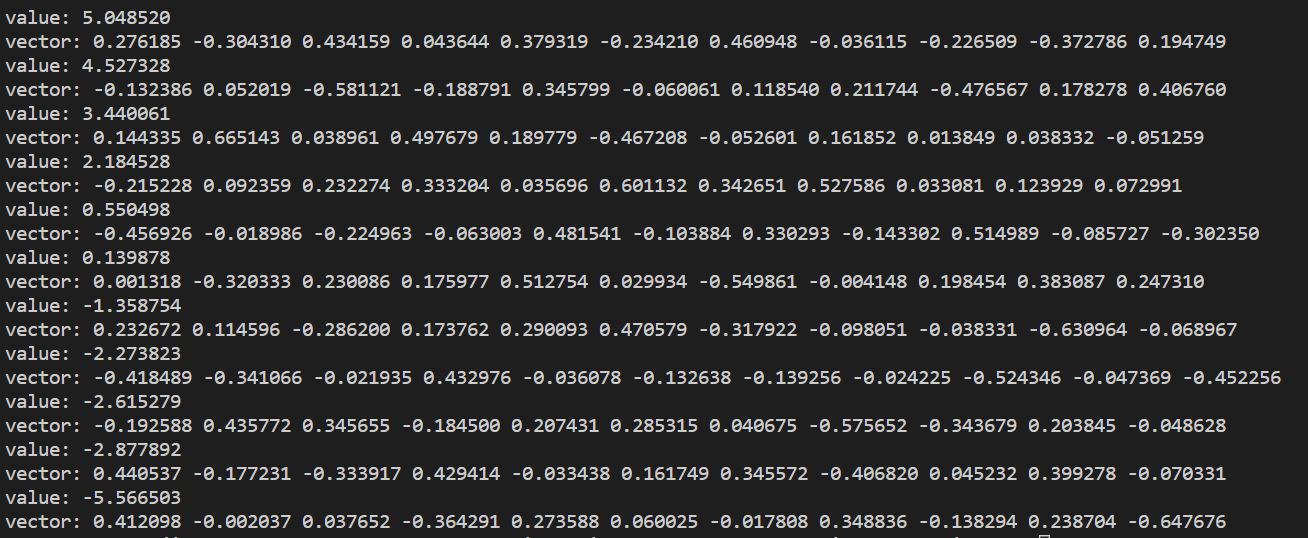 value: 5.048520
vector: 0.276185 -0.304310 0.434159 0.043644 0.379319 -0.234210 0.460948 -0.036115 -0.226509 -0.372786 0.194749
value: 4.527328
vector: -0.132386 0.052019 -0.581121 -0.188791 0.345799 -0.060061 0.118540 0.211744 -0.476567 0.178278 0.406760
value: 3.440061
vector: 0.144335 0.665143 0.038961 0.497679 0.189779 -0.467208 -0.052601 0.161852 0.013849 0.038332 -0.051259
value: 2.184528
vector: -0.215228 0.092359 0.232274 0.333204 0.035696 0.601132 0.342651 0.527586 0.033081 0.123929 0.072991
value: 0.550498
vector: -0.456926 -0.018986 -0.224963 -0.063003 0.481541 -0.103884 0.330293 -0.143302 0.514989 -0.085727 -0.302350
value: 0.139878
vector: 0.001318 -0.320333 0.230086 0.175977 0.512754 0.029934 -0.549861 -0.004148 0.198454 0.383087 0.247310
value: -1.358754
vector: 0.232672 0.114596 -0.286200 0.173762 0.290093 0.470579 -0.317922 -0.098051 -0.038331 -0.630964 -0.068967
value: -2.273823
vector: -0.418489 -0.341066 -0.021935 0.432976 -0.036078 -0.132638 -0.139256 -0.024225 -0.524346 -0.047369 -0.452256
value: -2.615279
vector: -0.192588 0.435772 0.345655 -0.184500 0.207431 0.285315 0.040675 -0.575652 -0.343679 0.203845 -0.048628
value: -2.877892
vector: 0.440537 -0.177231 -0.333917 0.429414 -0.033438 0.161749 0.345572 -0.406820 0.045232 0.399278 -0.070331
value: -5.566503
vector: 0.412098 -0.002037 0.037652 -0.364291 0.273588 0.060025 -0.017808 0.348836 -0.138294 0.238704 -0.647676